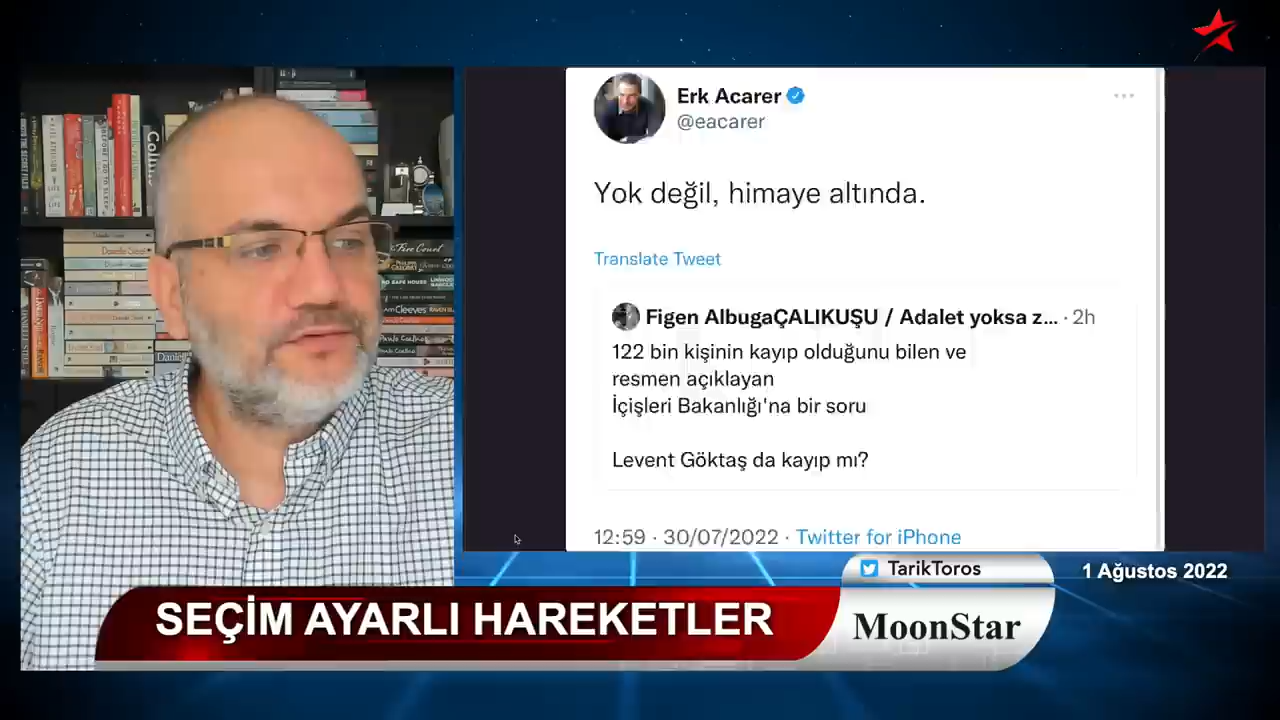 Erk Acarer
@eacarer
Yok değil, himaye altında.
Translate Tweet
Figen AlbugaÇALIKUŞU / Adalet yoksa z... · 2h
122 bin kişinin kayıp olduğunu bilen ve
resmen açıklayan
İçişleri Bakanlığı'na bir soru
Levent Göktaş da kayıp mı?
12:59 · 30/07/2022 · Twitter for iPhone
TarikToros
1 Ağustos 2022
SEÇİM AYARLI HAREKETLER
MoonStar